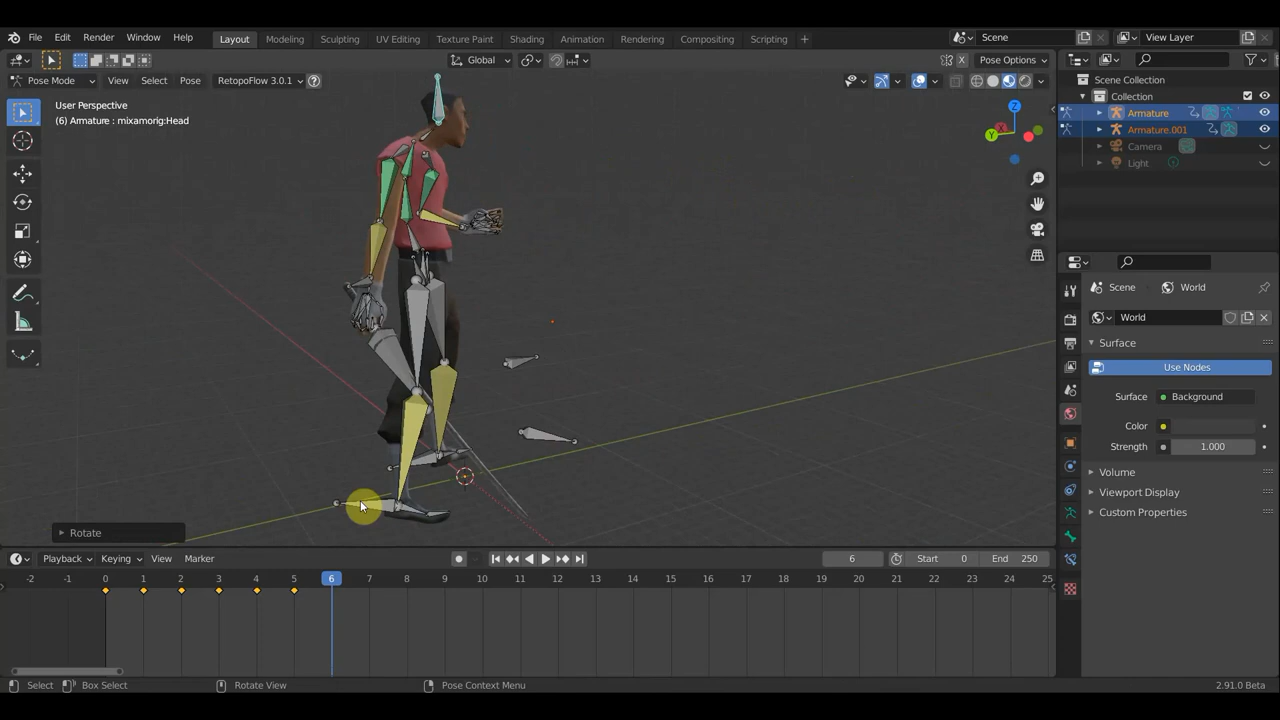 File Edit Render Window Help Layout Modeling Sculpting UV Editing Texture Paint Shading Animation Rendering Compositing Scripting + Scene View Layer
Global X Pose Options
Pose Mode View Select Pose RetopoFlow 3.0.1 ?
Scene Collection
Collection
Armature
Armature.001
Camera
Light
User Perspective
(6) Armature : mixamorig:Head
Z
Y
X
Scene World
World
Surface
Use Nodes
Surface Background
Color
Strength 1.000
Volume
Viewport Display
Custom Properties
Rotate
Playback Keying View Marker 6 Start 0 End 250
-2 -1 0 1 2 3 4 5 6 7 8 9 10 11 12 13 14 15 16 17 18 19 20 21 22 23 24 25
Select Box Select Rotate View Pose Context Menu 2.91.0 Beta